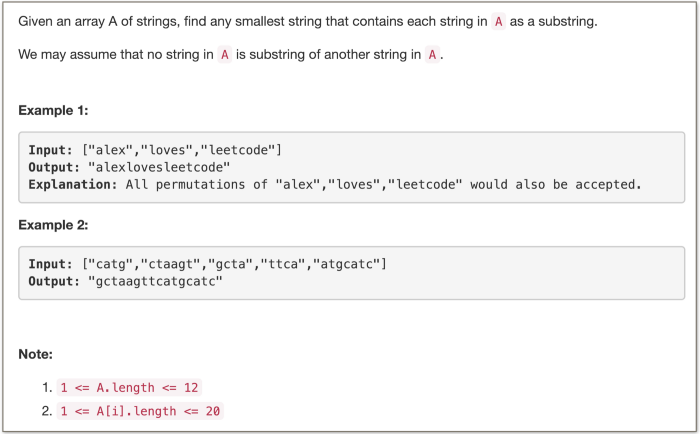 Given an array A of strings, find any smallest string that contains each string in A as a substring.
We may assume that no string in A is substring of another string in A.
Example 1:
Input: ["alex","loves","leetcode"]
Output: "alexlovesleetcode"
Explanation: All permutations of "alex","loves","leetcode" would also be accepted.
Example 2:
Input: ["catg","ctaagt","gcta","ttca","atgcatc"]
Output: "gctaagttcatgcatc"
Note:
1. 1 <= A.length <= 12
2. 1 <= A[i].length <= 20